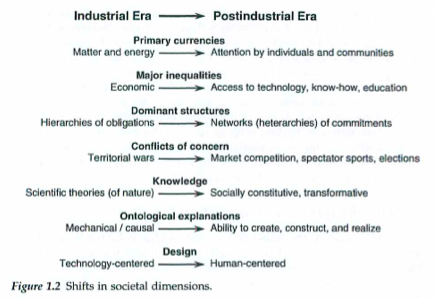 Industrial Era Postindustrial Era
Primary currencies
Matter and energy Attention by individuals and communities
Major inequalities
Economic Access to technology, know-how, education
Dominant structures
Hierarchies of obligations Networks (heterarchies) of commitments
Conflicts of concern
Territorial wars Market competition, spectator sports, elections
Knowledge
Scientific theories (of nature) Socially constitutive, transformative
Ontological explanations
Mechanical / causal Ability to create, construct, and realize
Design
Technology-centered Human-centered
Figure 1.2 Shifts in societal dimensions.